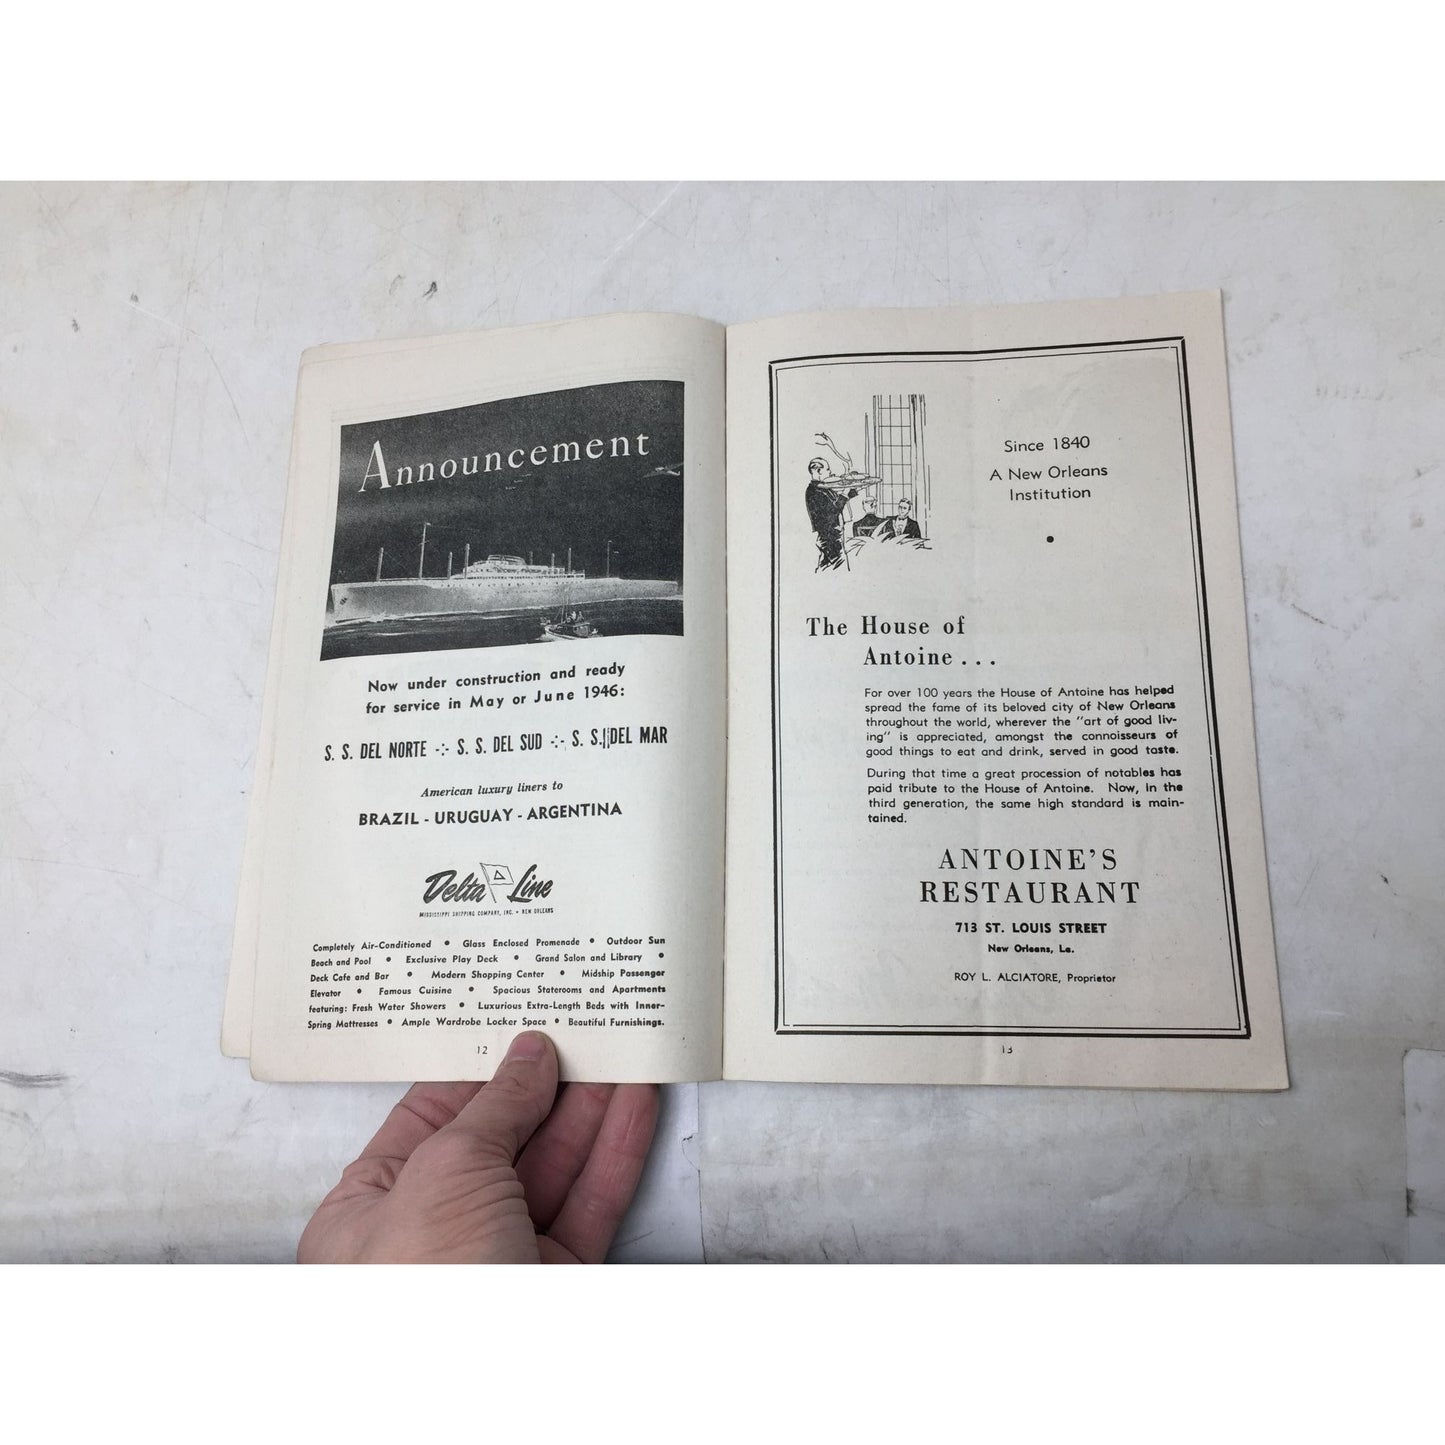 Announcement
Now under construction and ready
for service in May or June 1946:
S. S. DEL NORTE -:- S. S. DEL SUD -:- S. S. DEL MAR
American luxury liners to
BRAZIL - URUGUAY - ARGENTINA
Delta Δ Line
MISSISSIPPI SHIPPING COMPANY, INC. • NEW ORLEANS
Completely Air-Conditioned • Glass Enclosed Promenade • Outdoor Sun
Beach and Pool • Exclusive Play Deck • Grand Salon and Library •
Deck Cafe and Bar • Modern Shopping Center • Midship Passenger
Elevator • Famous Cuisine • Spacious Staterooms and Apartments
featuring: Fresh Water Showers • Luxurious Extra-Length Beds with Inner-
Spring Mattresses • Ample Wardrobe Locker Space • Beautiful Furnishings.
12
Since 1840
A New Orleans
Institution
•
The House of
Antoine . . .
For over 100 years the House of Antoine has helped
spread the fame of its beloved city of New Orleans
throughout the world, wherever the "art of good liv-
ing" is appreciated, amongst the connoisseurs of
good things to eat and drink, served in good taste.
During that time a great procession of notables has
paid tribute to the House of Antoine. Now, in the
third generation, the same high standard is main-
tained.
ANTOINE'S
RESTAURANT
713 ST. LOUIS STREET
New Orleans, La.
ROY L. ALCIATORE, Proprietor
13